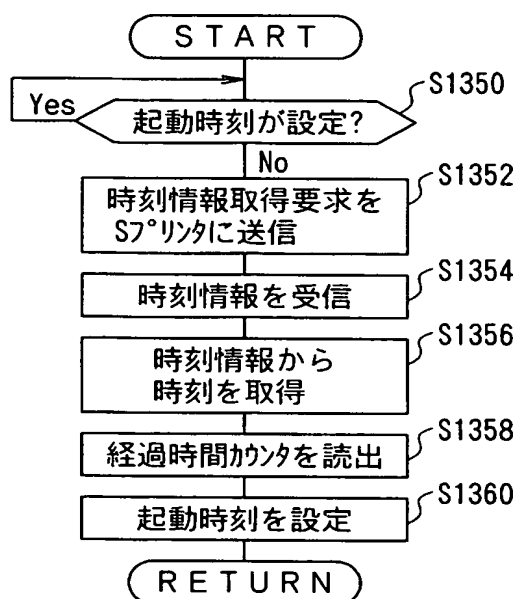 START
Yes
起動時刻が設定?
S1350
No
時刻情報取得要求を
Sプリンタに送信
S1352
時刻情報を受信
S1354
時刻情報から
時刻を取得
S1356
経過時間カウンタを読出
S1358
起動時刻を設定
S1360
RETURN